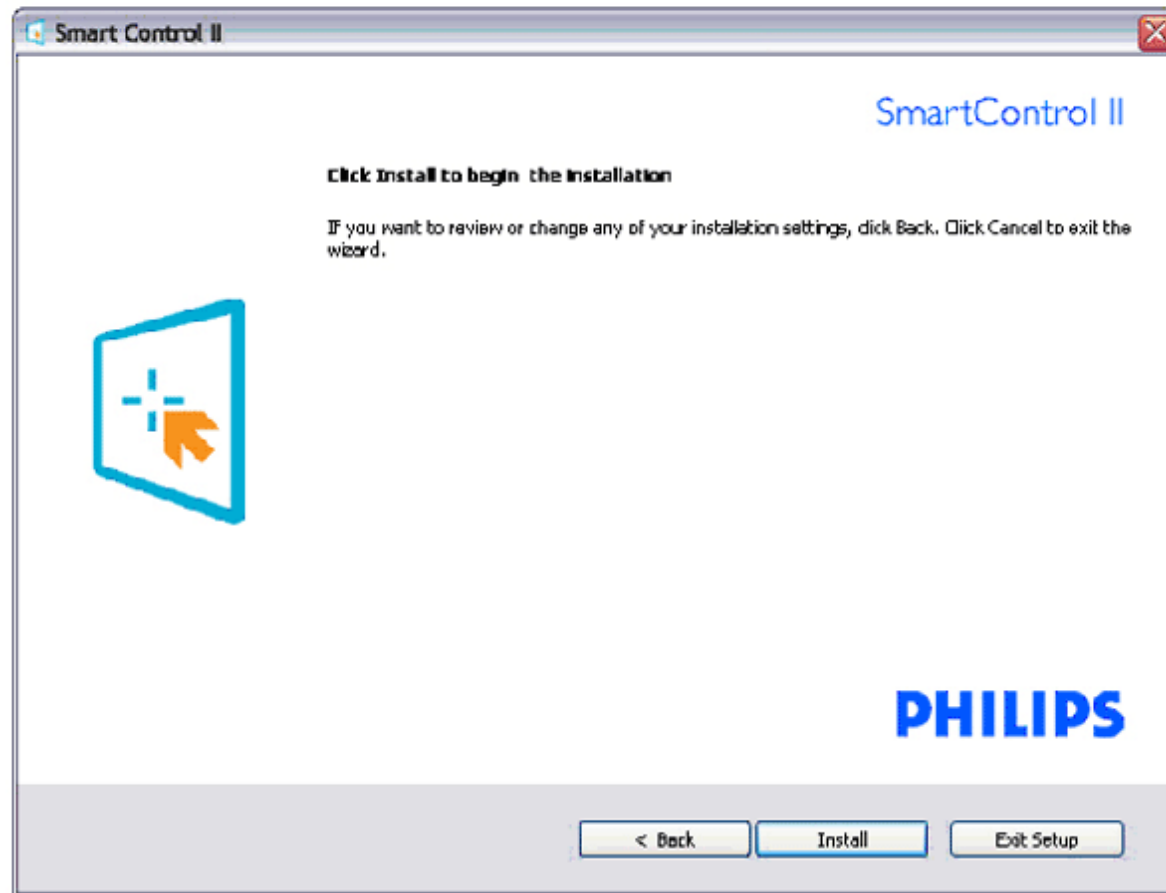 Smart Control II
SmartControl II
Click Install to begin the installation
If you want to review or change any of your installation settings, click Back. Click Cancel to exit the
wizard.
PHILIPS
< Back
Install
Exit Setup